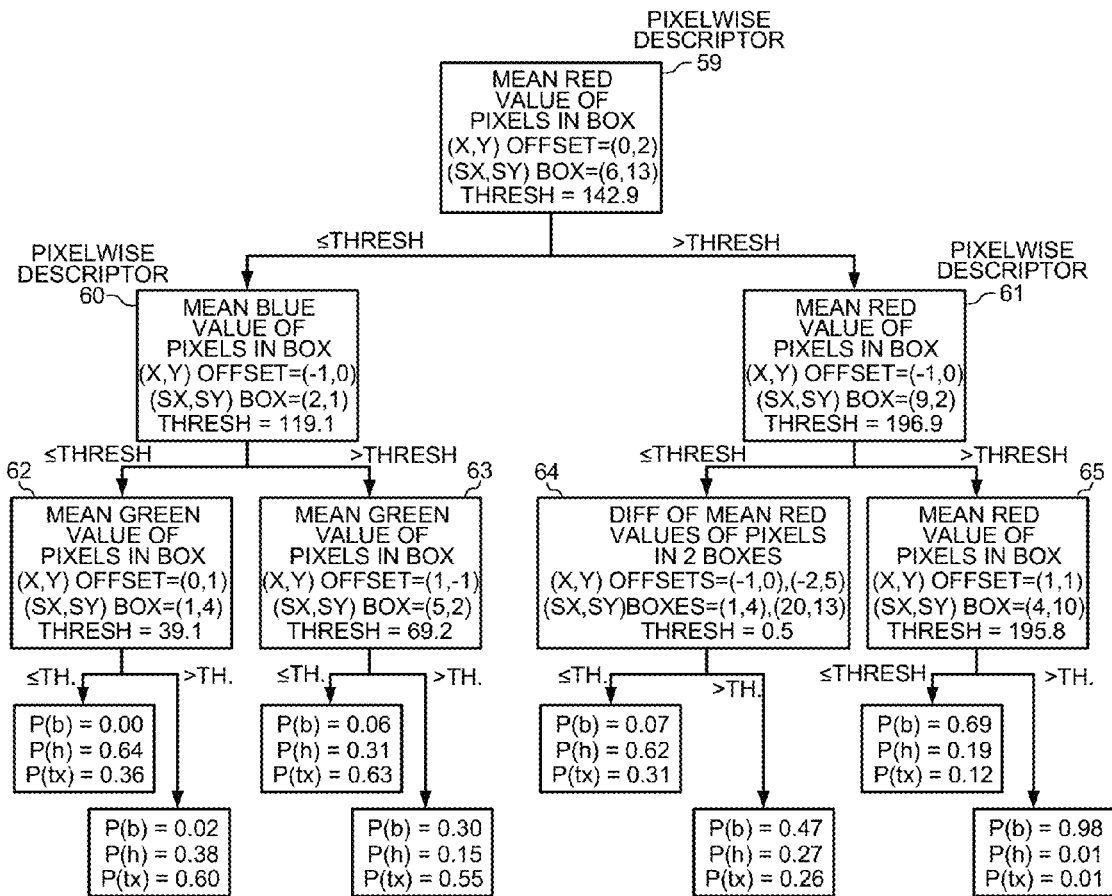 PIXELWISE
DESCRIPTOR
59
MEAN RED
VALUE OF
PIXELS IN BOX
(X,Y) OFFSET=(0,2)
(SX,SY) BOX=(6,13)
THRESH = 142.9
≤THRESH
>THRESH
PIXELWISE
DESCRIPTOR
60
MEAN BLUE
VALUE OF
PIXELS IN BOX
(X,Y) OFFSET=(-1,0)
(SX,SY) BOX=(2,1)
THRESH = 119.1
PIXELWISE
DESCRIPTOR
61
MEAN RED
VALUE OF
PIXELS IN BOX
(X,Y) OFFSET=(-1,0)
(SX,SY) BOX=(9,2)
THRESH = 196.9
≤THRESH
>THRESH
≤THRESH
>THRESH
62
MEAN GREEN
VALUE OF
PIXELS IN BOX
(X,Y) OFFSET=(0,1)
(SX,SY) BOX=(1,4)
THRESH = 39.1
63
MEAN GREEN
VALUE OF
PIXELS IN BOX
(X,Y) OFFSET=(1,-1)
(SX,SY) BOX=(5,2)
THRESH = 69.2
64
DIFF OF MEAN RED
VALUES OF PIXELS
IN 2 BOXES
(X,Y) OFFSETS=(-1,0),(-2,5)
(SX,SY)BOXES=(1,4),(20,13)
THRESH = 0.5
65
MEAN RED
VALUE OF
PIXELS IN BOX
(X,Y) OFFSET=(1,1)
(SX,SY) BOX=(4,10)
THRESH = 195.8
≤TH.
>TH.
≤TH.
>TH.
≤TH.
>TH.
≤THRESH
>TH.
P(b) = 0.00
P(h) = 0.64
P(tx) = 0.36
P(b) = 0.06
P(h) = 0.31
P(tx) = 0.63
P(b) = 0.07
P(h) = 0.62
P(tx) = 0.31
P(b) = 0.69
P(h) = 0.19
P(tx) = 0.12
P(b) = 0.02
P(h) = 0.38
P(tx) = 0.60
P(b) = 0.30
P(h) = 0.15
P(tx) = 0.55
P(b) = 0.47
P(h) = 0.27
P(tx) = 0.26
P(b) = 0.98
P(h) = 0.01
P(tx) = 0.01